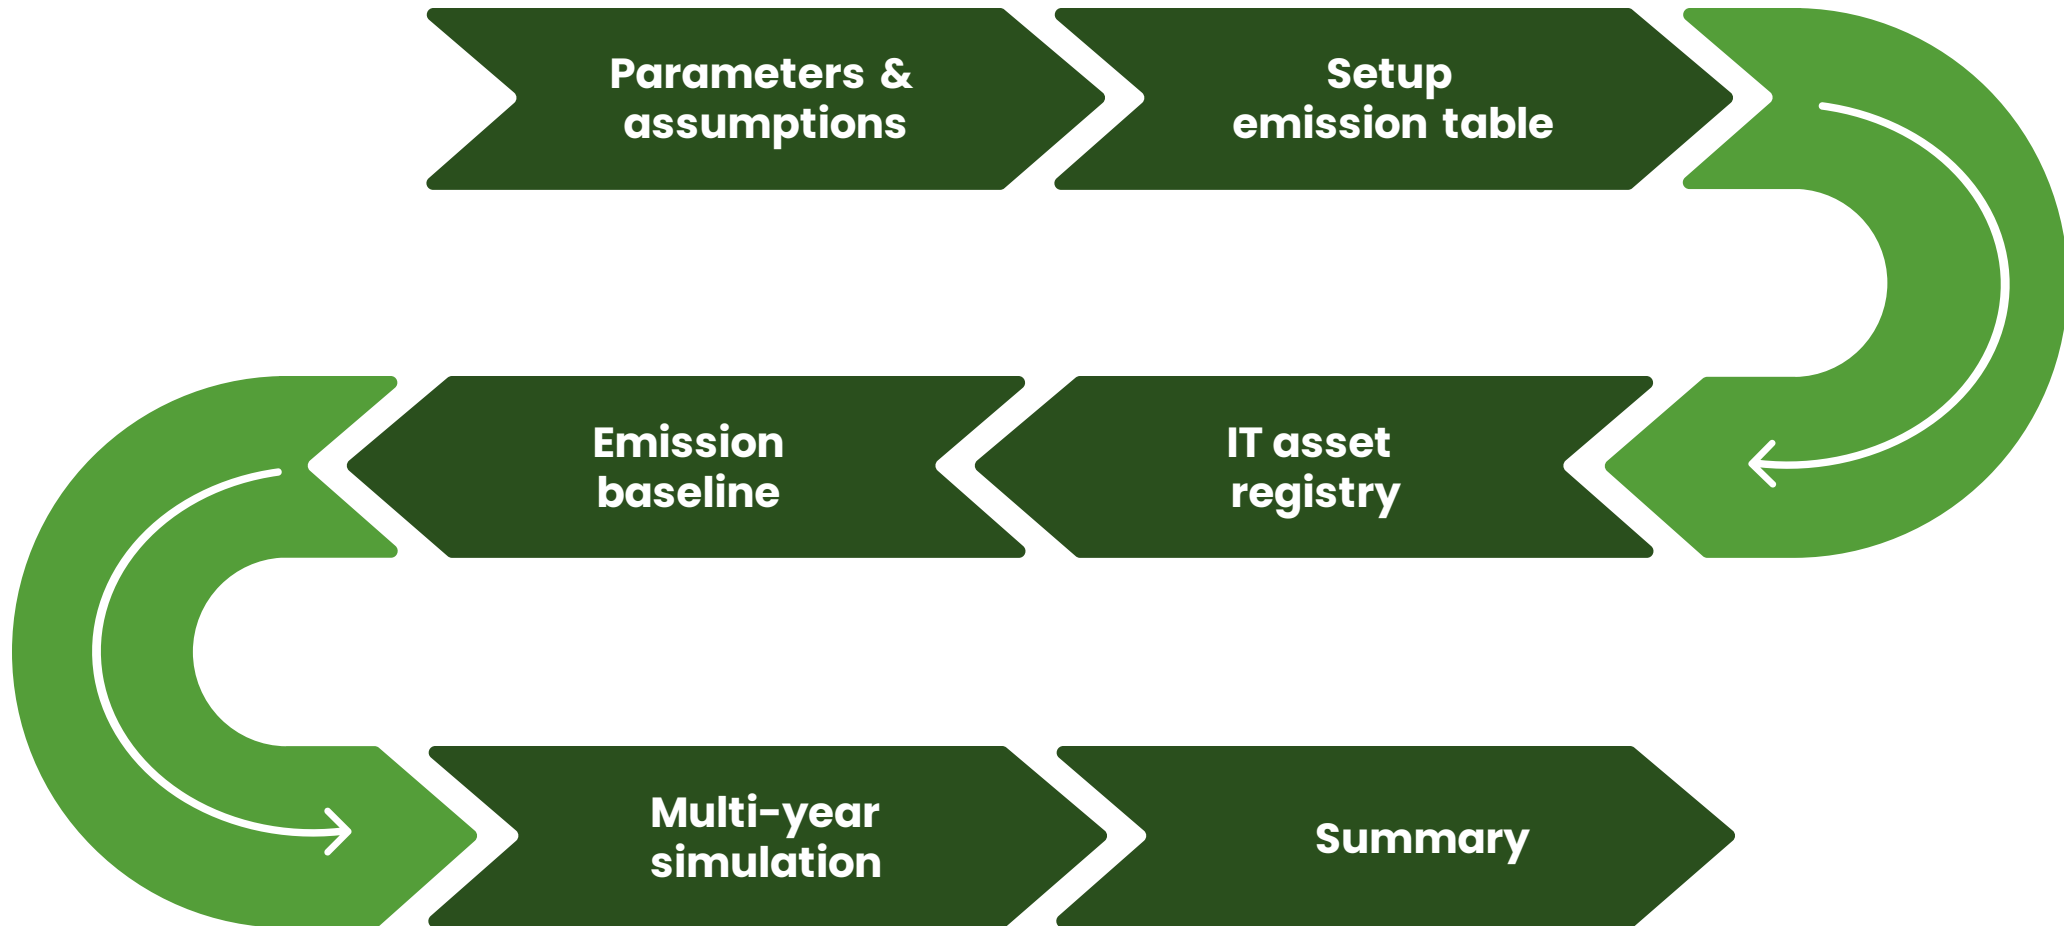 Parameters &
assumptions
Setup
emission table
IT asset
registry
Emission
baseline
Multi-year
simulation
Summary